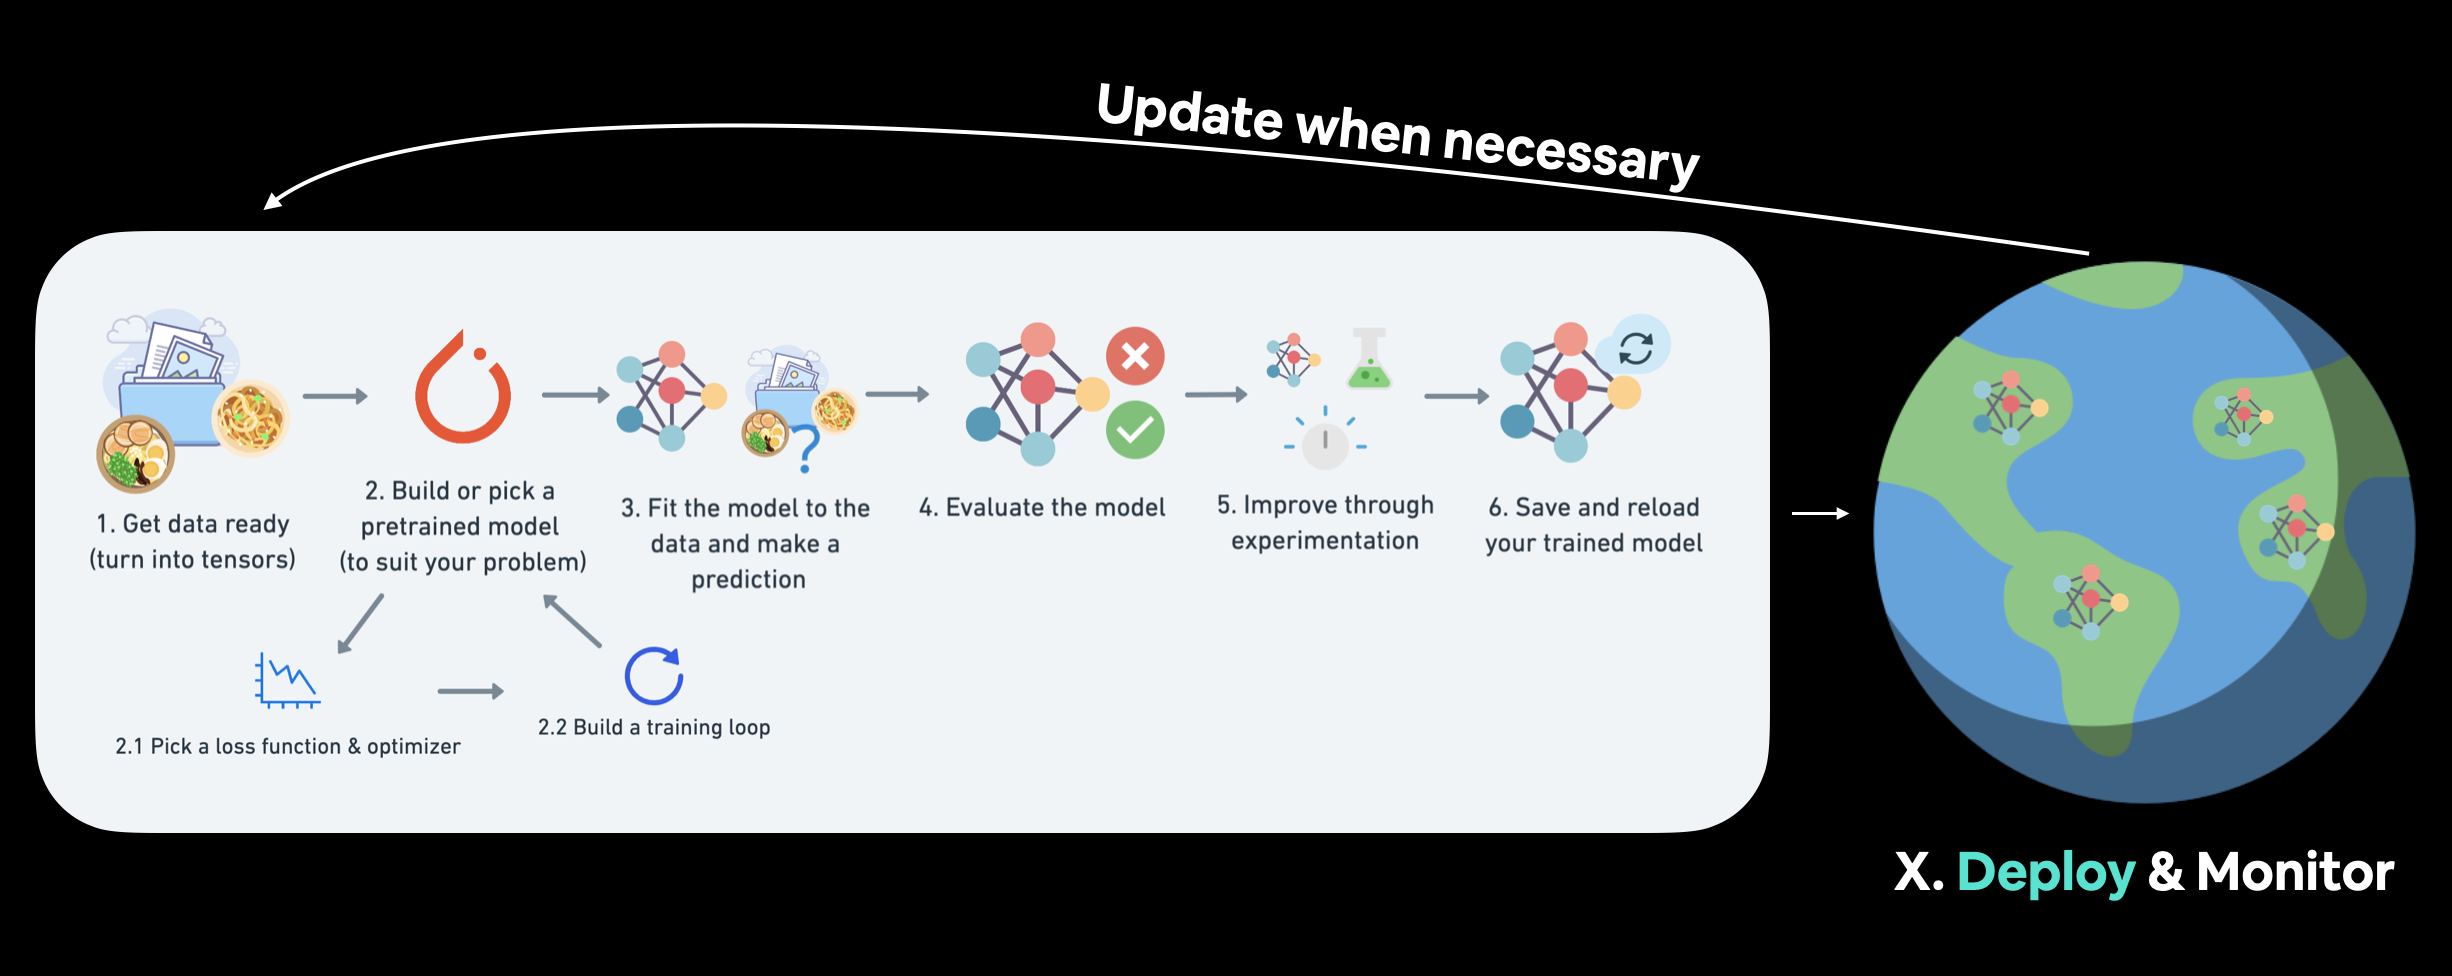 Update when necessary
1. Get data ready
(turn into tensors)
2. Build or pick a
pretrained model
(to suit your problem)
2.1 Pick a loss function & optimizer
2.2 Build a training loop
3. Fit the model to the
data and make a
prediction
4. Evaluate the model
5. Improve through
experimentation
6. Save and reload
your trained model
X. Deploy & Monitor